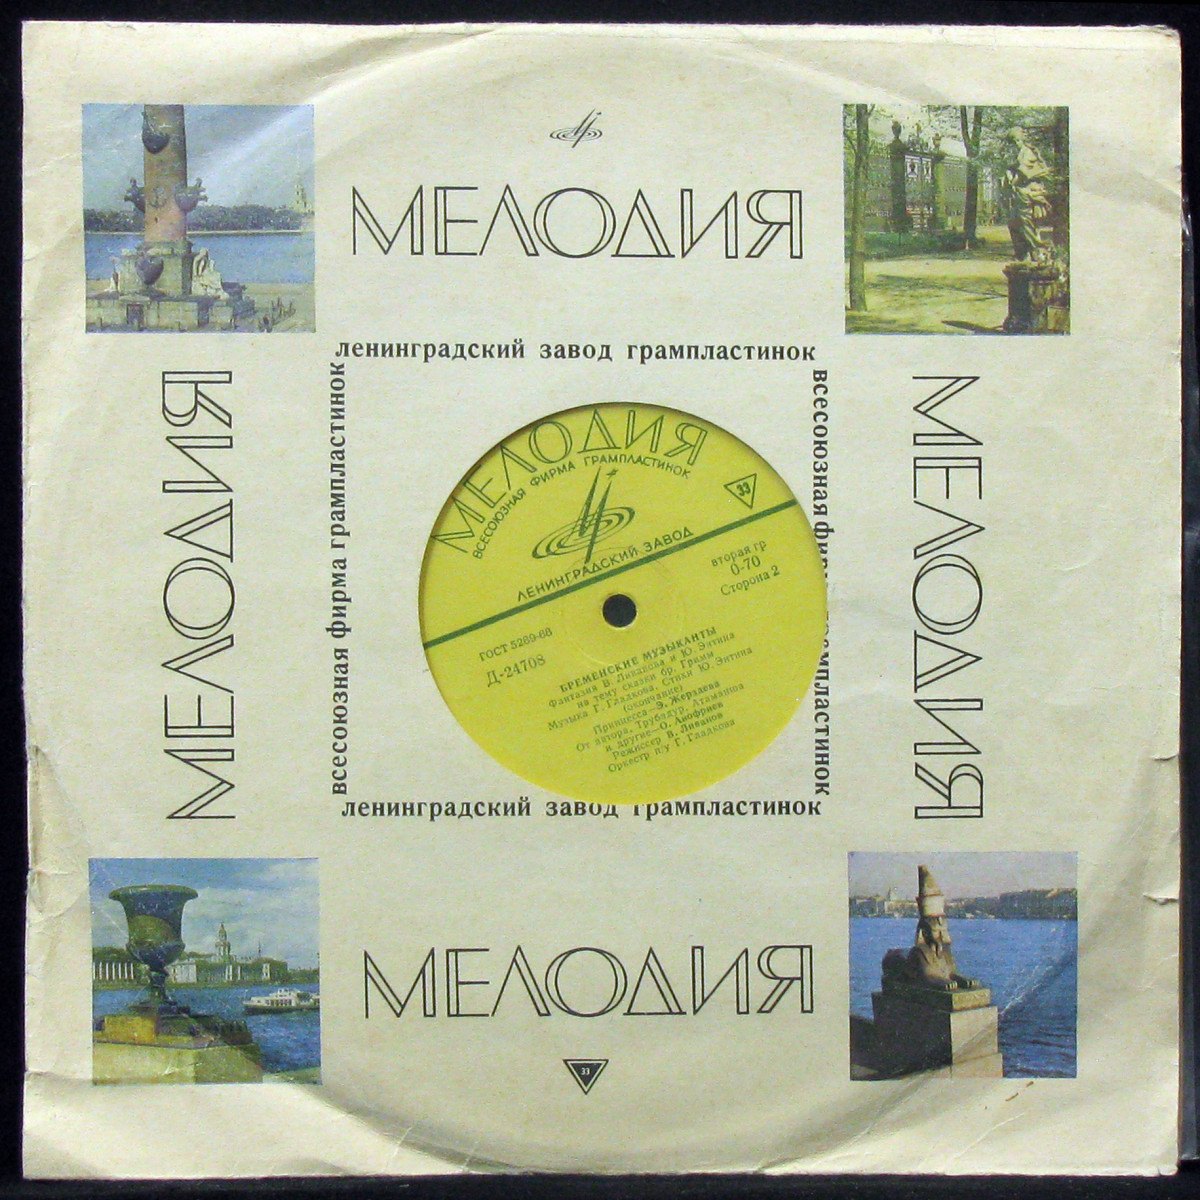 МЕЛОДИЯ
ленинградский завод грампластинок
всесоюзная фирма грампластинок
МЕЛОДИЯ
МЕЛОДИЯ
ВСЕСОЮЗНАЯ ФИРМА ГРАМПЛАСТИНОК
33
ЛЕНИНГРАДСКИЙ ЗАВОД
ГОСТ 5289-68
Д-24708
вторая гр
0-70
Сторона 2
БРЕМЕНСКИЕ МУЗЫКАНТЫ
Фантазия В. Ливанова и Ю. Энтина
на тему сказки бр. Гримм
Музыка Г. Гладкова. Стихи Ю. Энтина
(окончание)
Принцесса—Э. Жерздева
От автора, Трубадур, Атаманша
и другие—О. Анофриев
Режиссер В. Ливанов
Оркестр п/у Г. Гладкова
всесоюзная фирма грампластинок
МЕЛОДИЯ
ленинградский завод грампластинок
МЕЛОДИЯ
33